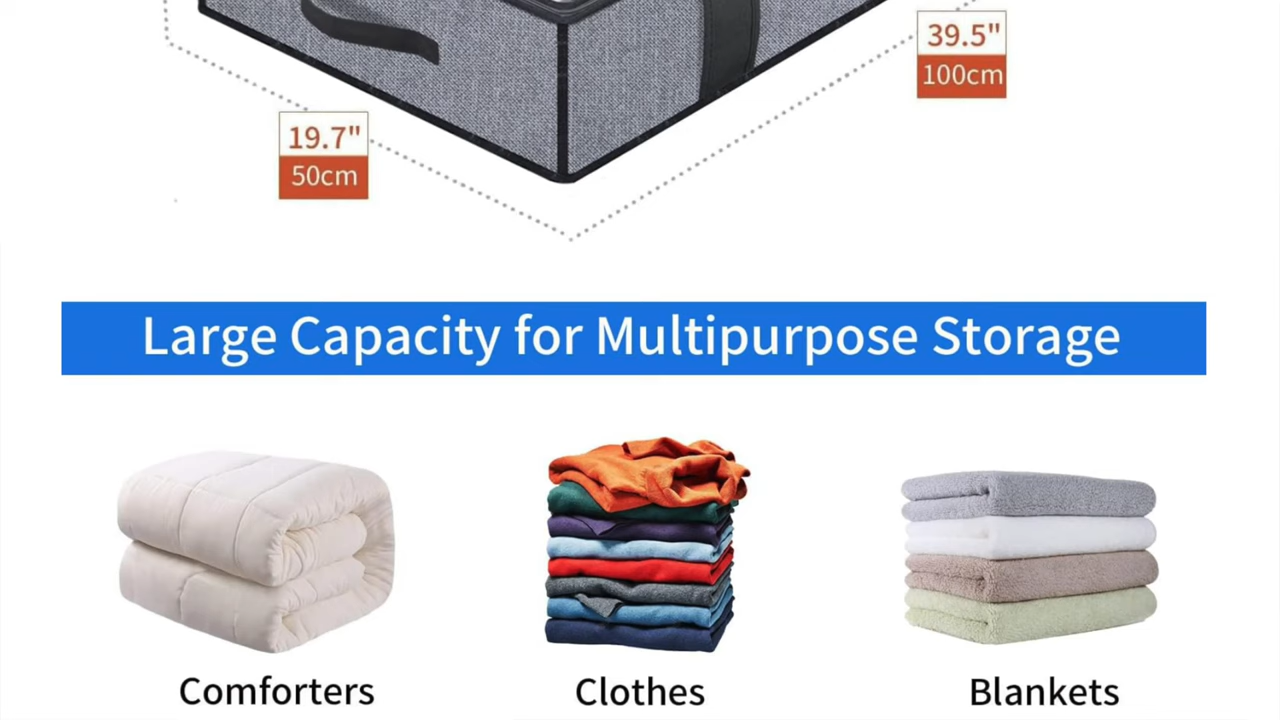 39.5"
100cm
19.7"
50cm
Large Capacity for Multipurpose Storage
Comforters
Clothes
Blankets